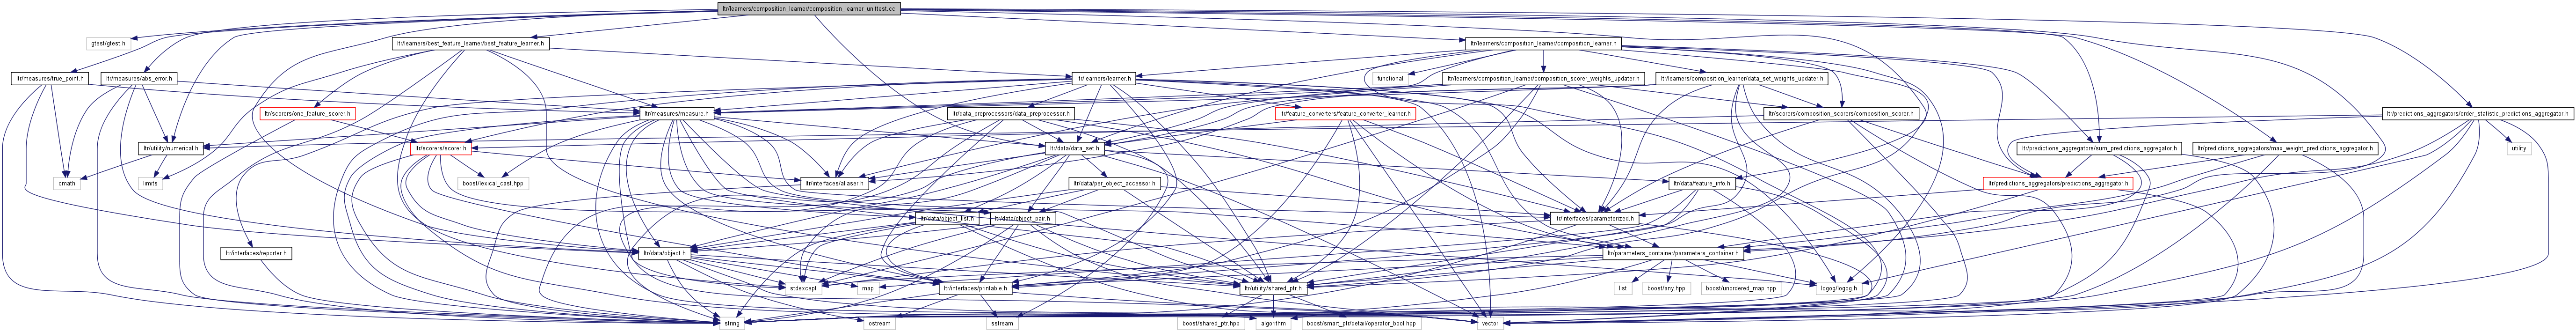 ltr/learners/composition_learner/composition_learner_unittest.cc
gtest/gtest.h
ltr/learners/best_feature_learner/best_feature_learner.h
ltr/learners/composition_learner/composition_learner.h
ltr/measures/true_point.h
ltr/measures/abs_error.h
ltr/learners/learner.h
functional
ltr/learners/composition_learner/composition_scorer_weights_updater.h
ltr/learners/composition_learner/data_set_weights_updater.h
ltr/scorers/one_feature_scorer.h
ltr/measures/measure.h
ltr/data_preprocessors/data_preprocessor.h
ltr/feature_converters/feature_converter_learner.h
ltr/scorers/composition_scorers/composition_scorer.h
ltr/predictions_aggregators/order_statistic_predictions_aggregator.h
ltr/utility/numerical.h
ltr/scorers/scorer.h
ltr/data/data_set.h
ltr/predictions_aggregators/sum_predictions_aggregator.h
ltr/predictions_aggregators/max_weight_predictions_aggregator.h
utility
cmath
limits
boost/lexical_cast.hpp
ltr/interfaces/aliaser.h
ltr/data/per_object_accessor.h
ltr/data/feature_info.h
ltr/predictions_aggregators/predictions_aggregator.h
ltr/data/object_list.h
ltr/data/object_pair.h
ltr/interfaces/parameterized.h
ltr/interfaces/reporter.h
ltr/data/object.h
ltr/parameters_container/parameters_container.h
stdexcept
map
ltr/interfaces/printable.h
ltr/utility/shared_ptr.h
list
boost/any.hpp
boost/unordered_map.hpp
logog/logog.h
string
ostream
sstream
boost/shared_ptr.hpp
algorithm
boost/smart_ptr/detail/operator_bool.hpp
vector